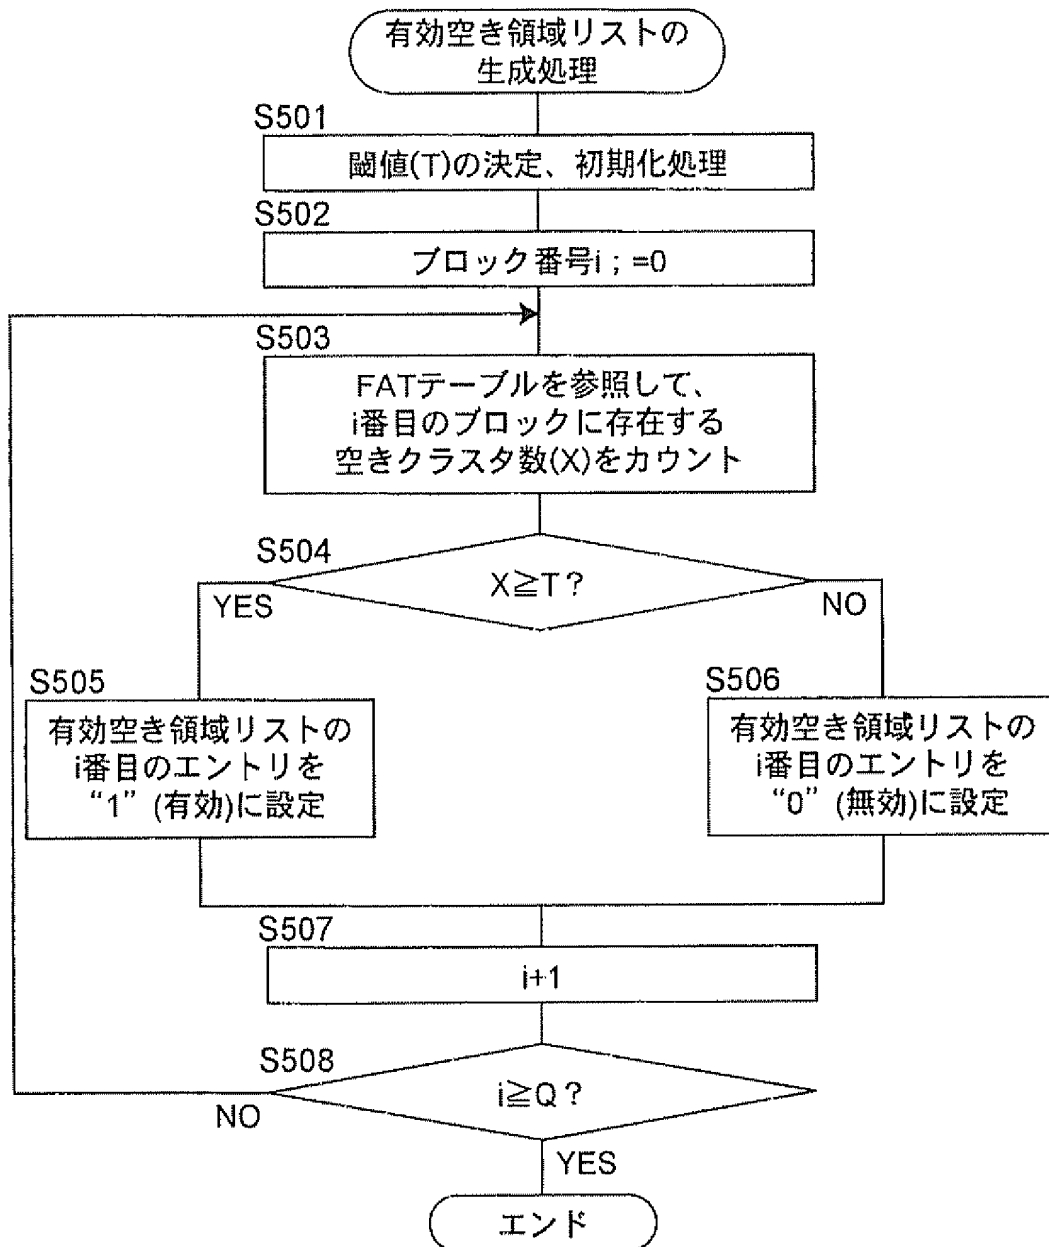 有効空き領域リストの
生成処理
S501
閾値(T)の決定、初期化処理
S502
ブロック番号i ; =0
S503
FATテーブルを参照して、
i番目のブロックに存在する
空きクラスタ数(X)をカウント
S504
X≧T？
YES
NO
S505
有効空き領域リストの
i番目のエントリを
“1” (有効)に設定
S506
有効空き領域リストの
i番目のエントリを
“0” (無効)に設定
S507
i+1
S508
i≧Q？
NO
YES
エンド